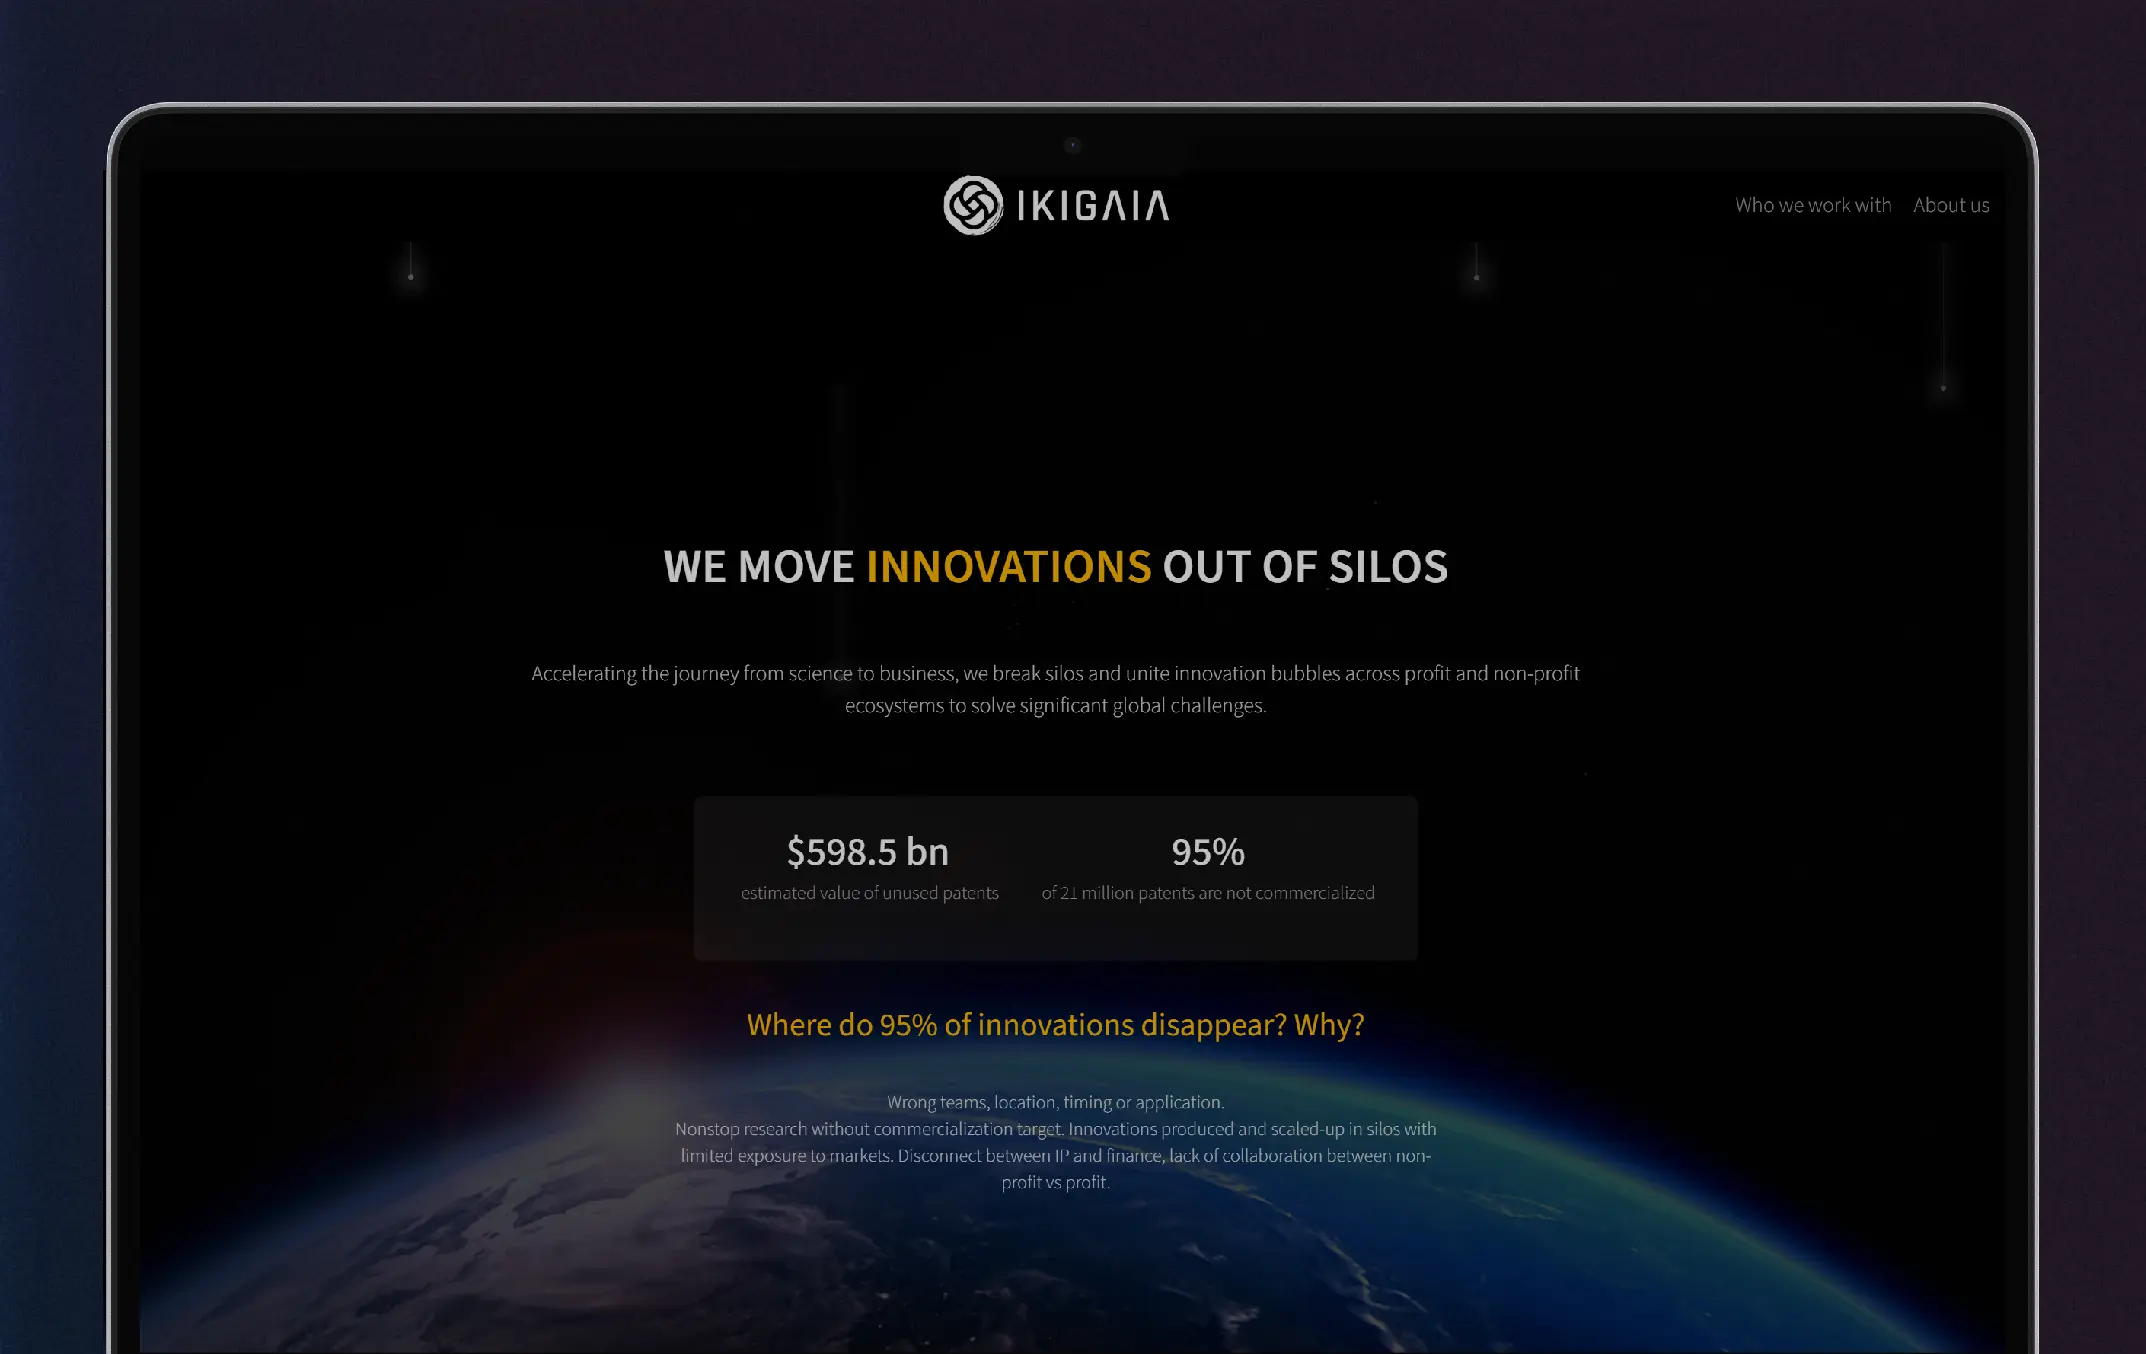 IKIGAIA
Who we work with About us
WE MOVE INNOVATIONS OUT OF SILOS
Accelerating the journey from science to business, we break silos and unite innovation bubbles across profit and non-profit
ecosystems to solve significant global challenges.
$598.5 bn
estimated value of unused patents
95%
of 21 million patents are not commercialized
Where do 95% of innovations disappear? Why?
Wrong teams, location, timing or application.
Nonstop research without commercialization target. Innovations produced and scaled-up in silos with
limited exposure to markets. Disconnect between IP and finance, lack of collaboration between non-
profit vs profit.